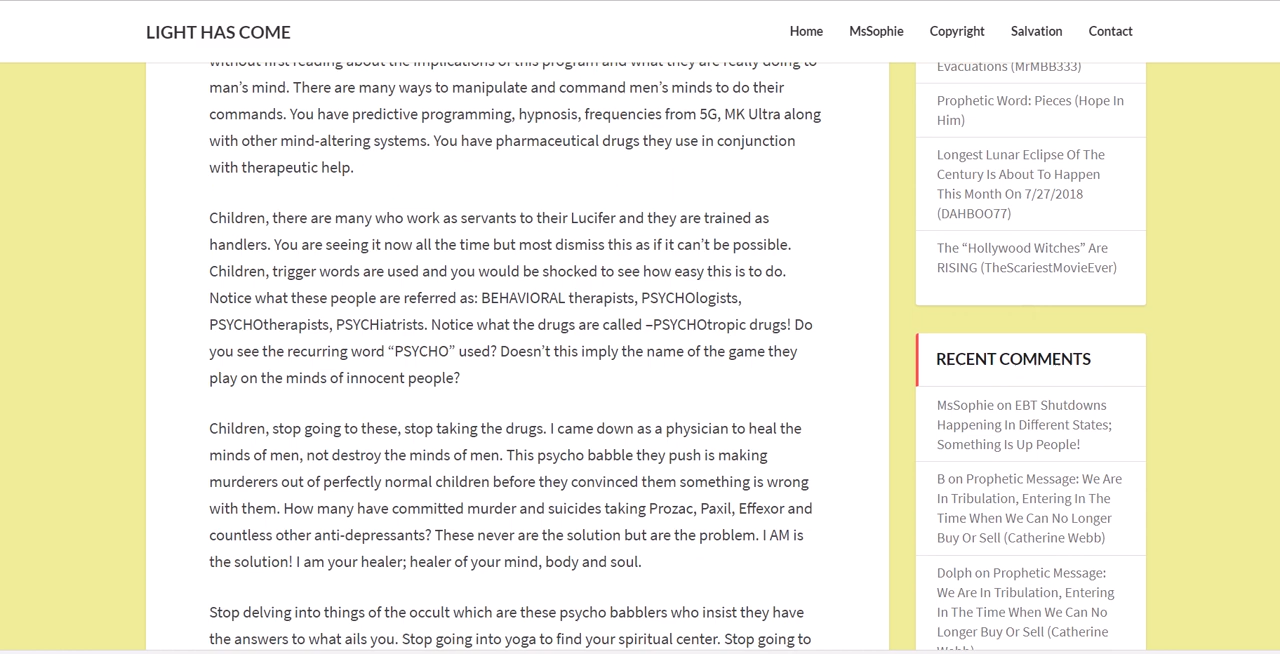 LIGHT HAS COME
Home MsSophie Copyright Salvation Contact
without first reading about the implications of this program and what they are really doing to
man’s mind. There are many ways to manipulate and command men’s minds to do their
commands. You have predictive programming, hypnosis, frequencies from 5G, MK Ultra along
with other mind-altering systems. You have pharmaceutical drugs they use in conjunction
with therapeutic help.
Children, there are many who work as servants to their Lucifer and they are trained as
handlers. You are seeing it now all the time but most dismiss this as if it can’t be possible.
Children, trigger words are used and you would be shocked to see how easy this is to do.
Notice what these people are referred as: BEHAVIORAL therapists, PSYCHOlogists,
PSYCHOtherapists, PSYCHiatrists. Notice what the drugs are called –PSYCHOtropic drugs! Do
you see the recurring word “PSYCHO” used? Doesn’t this imply the name of the game they
play on the minds of innocent people?
Children, stop going to these, stop taking the drugs. I came down as a physician to heal the
minds of men, not destroy the minds of men. This psycho babble they push is making
murderers out of perfectly normal children before they convinced them something is wrong
with them. How many have committed murder and suicides taking Prozac, Paxil, Effexor and
countless other anti-depressants? These never are the solution but are the problem. I AM is
the solution! I am your healer; healer of your mind, body and soul.
Stop delving into things of the occult which are these psycho babblers who insist they have
the answers to what ails you. Stop going into yoga to find your spiritual center. Stop going to
Evacuations (MrMBB333)
Prophetic Word: Pieces (Hope In
Him)
Longest Lunar Eclipse Of The
Century Is About To Happen
This Month On 7/27/2018
(DAHBOO77)
The “Hollywood Witches” Are
RISING (TheScariestMovieEver)
RECENT COMMENTS
MsSophie on EBT Shutdowns
Happening In Different States;
Something Is Up People!
B on Prophetic Message: We Are
In Tribulation, Entering In The
Time When We Can No Longer
Buy Or Sell (Catherine Webb)
Dolph on Prophetic Message:
We Are In Tribulation, Entering
In The Time When We Can No
Longer Buy Or Sell (Catherine
Webb)